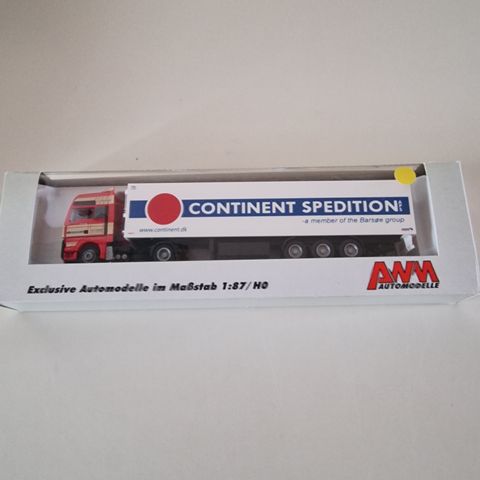 CONTINENT SPEDITION
-a member of the Barsøe group
www.continent.dk
Exclusive Automodelle im Maßstab 1:87/H0
AWM
AUTOMODELLE